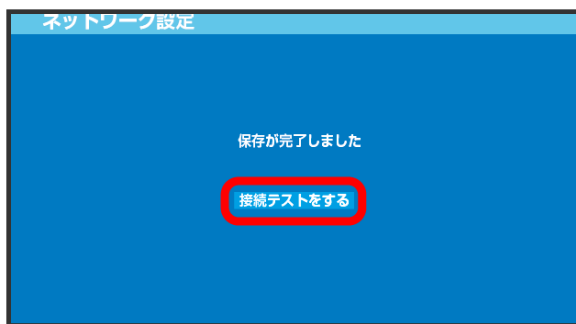 ネットワーク設定
保存が完了しました
接続テストをする